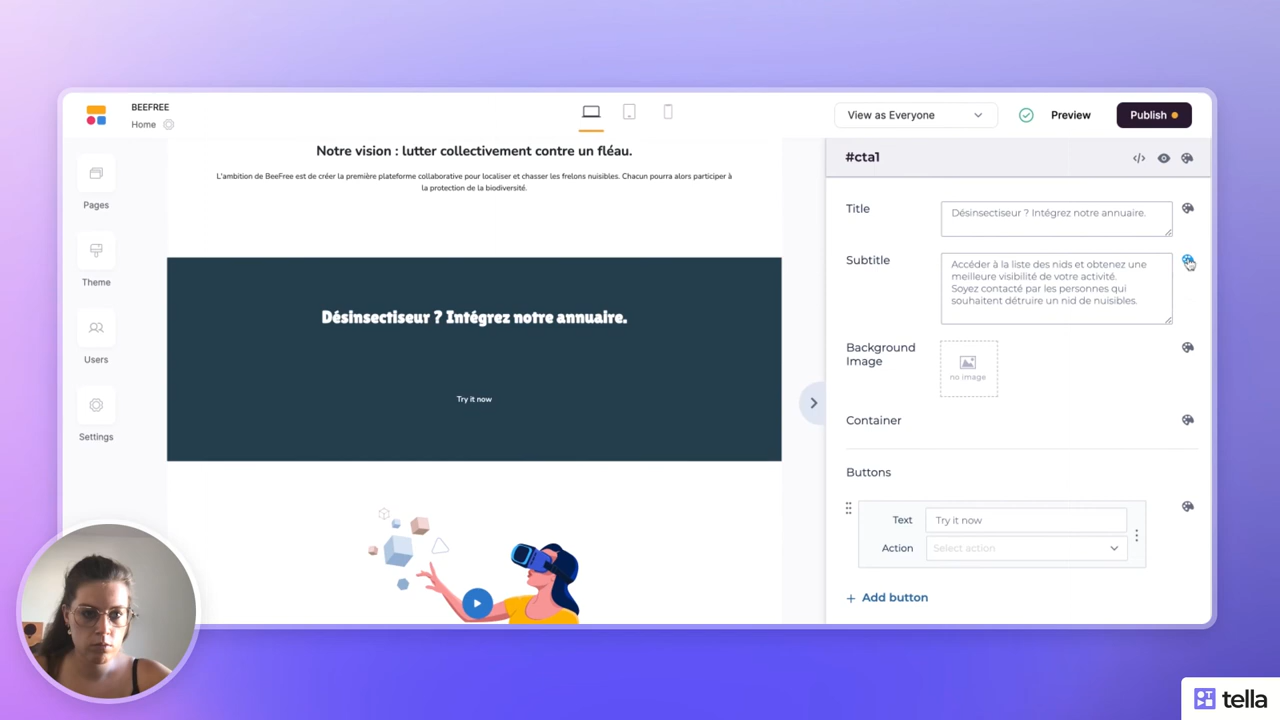 BEEFREE
Home
View as Everyone
Preview
Publish
Pages
Theme
Users
Settings
Notre vision : lutter collectivement contre un fléau.
L'ambition de BeeFree est de créer la première plateforme collaborative pour localiser et chasser les frelons nuisibles. Chacun pourra alors participer à
la protection de la biodiversité.
Désinsectiseur ? Intégrez notre annuaire.
Try it now
#cta1
Title
Désinsectiseur ? Intégrez notre annuaire.
Subtitle
Accéder à la liste des nids et obtenez une
meilleure visibilité de votre activité.
Soyez contacté par les personnes qui
souhaitent détruire un nid de nuisibles.
Background
Image
no image
Container
Buttons
Text
Try it now
Action
Select action
+ Add button
tella